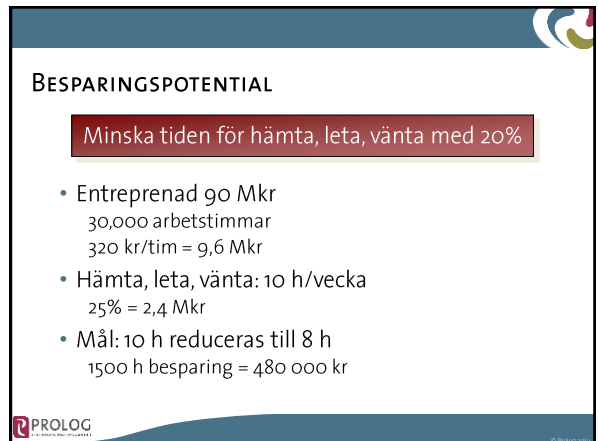 BESPARINGSPOTENTIAL
Minska tiden för hämta, leta, vänta med 20%
• Entreprenad 90 Mkr
30,000 arbetstimmar
320 kr/tim = 9,6 Mkr
• Hämta, leta, vänta: 10 h/vecka
25% = 2,4 Mkr
• Mål: 10 h reduceras till 8 h
1500 h besparing = 480 000 kr
PROLOG